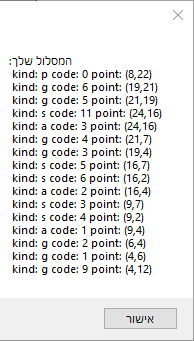 המסלול שלך:
kind: p code: 0 point: (8,22)
kind: g code: 6 point: (19,21)
kind: g code: 5 point: (21,19)
kind: s code: 11 point: (24,16)
kind: a code: 3 point: (24,16)
kind: g code: 4 point: (21,7)
kind: g code: 3 point: (19,4)
kind: s code: 5 point: (16,7)
kind: s code: 6 point: (16,2)
kind: a code: 2 point: (16,4)
kind: s code: 3 point: (9,7)
kind: s code: 4 point: (9,2)
kind: a code: 1 point: (9,4)
kind: g code: 2 point: (6,4)
kind: g code: 1 point: (4,6)
kind: g code: 9 point: (4,12)
אישור